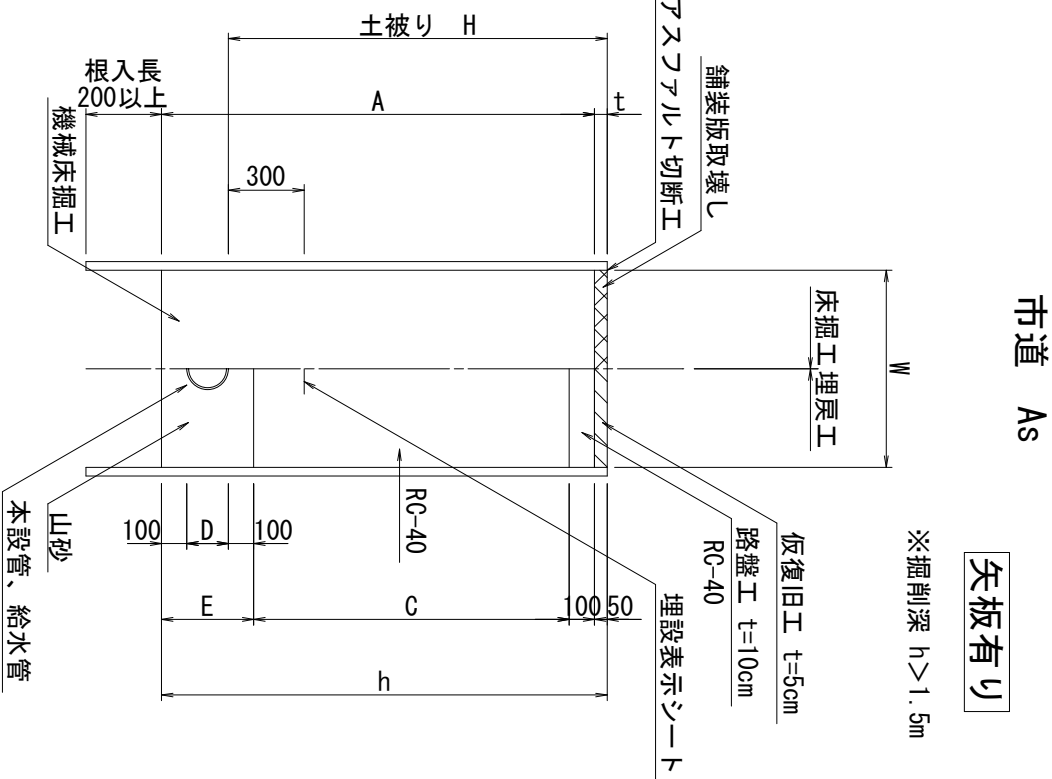 市道　As
矢板有り
※掘削深 h>1.5m
土被り　H
根入長
200以上
A
t
300
アスファルト切断工
舗装版取壊し
機械床掘工
床掘工
埋戻工
W
RC-40
100
D
100
山砂
本設管、給水管
E
C
100
50
h
仮復旧工 t=5cm
路盤工 t=10cm
RC-40
埋設表示シート